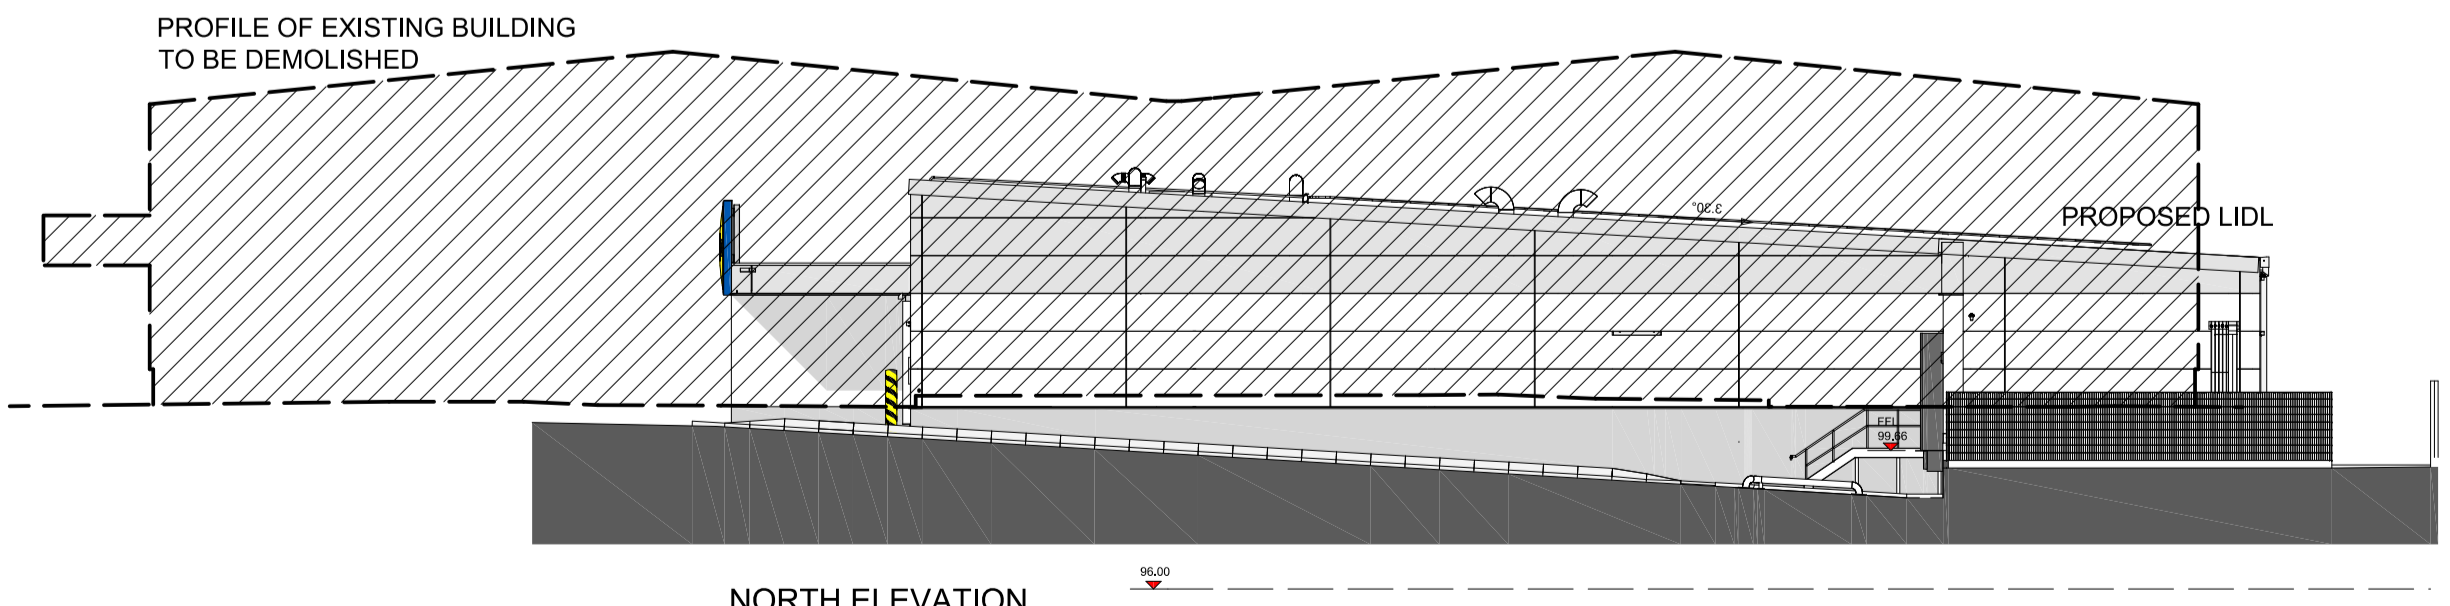 PROFILE OF EXISTING BUILDING
TO BE DEMOLISHED
3.30°
PROPOSED LIDL
FFL
99.66
96.00
NORTH ELEVATION